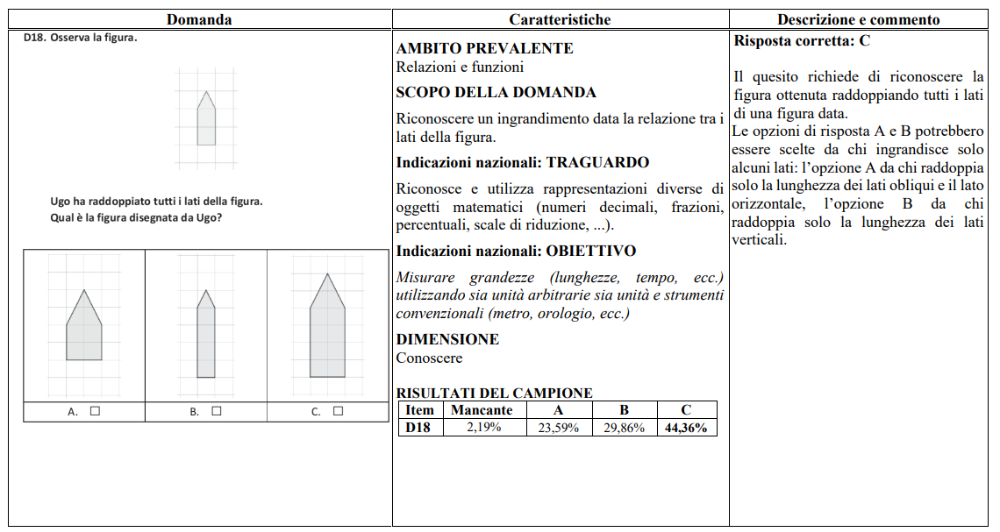 Domanda
Caratteristiche
Descrizione e commento
D18. Osserva la figura.
Ugo ha raddoppiato tutti i lati della figura.
Qual è la figura disegnata da Ugo?
A. ☐
B. ☐
C. ☐
AMBITO PREVALENTE
Relazioni e funzioni
SCOPO DELLA DOMANDA
Riconoscere un ingrandimento data la relazione tra i
lati della figura.
Indicazioni nazionali: TRAGUARDO
Riconosce e utilizza rappresentazioni diverse di
oggetti matematici (numeri decimali, frazioni,
percentuali, scale di riduzione, ...).
Indicazioni nazionali: OBIETTIVO
Misurare grandezze (lunghezze, tempo, ecc.)
utilizzando sia unità arbitrarie sia unità e strumenti
convenzionali (metro, orologio, ecc.)
DIMENSIONE
Conoscere
RISULTATI DEL CAMPIONE
Item Mancante A B C
D18 2,19% 23,59% 29,86% 44,36%
Risposta corretta: C
Il quesito richiede di riconoscere la
figura ottenuta raddoppiando tutti i lati
di una figura data.
Le opzioni di risposta A e B potrebbero
essere scelte da chi ingrandisce solo
alcuni lati: l’opzione A da chi raddoppia
solo la lunghezza dei lati obliqui e il lato
orizzontale, l’opzione B da chi
raddoppia solo la lunghezza dei lati
verticali.